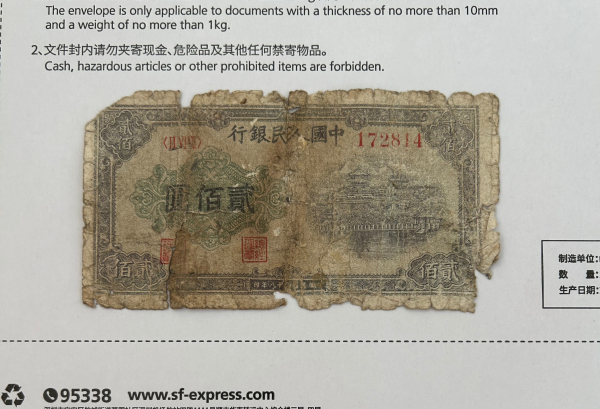 The envelope is only applicable to documents with a thickness of no more than 10mm
and a weight of no more than 1kg.
2、文件封内请勿夹寄现金、危险品及其他任何禁寄物品。
Cash, hazardous articles or other prohibited items are forbidden.
貳佰
貳佰
行銀民人國中
172814
圓佰貳
佰貳
佰貳
制造单位:
数 量:
生产日期:
95338 www.sf-express.com